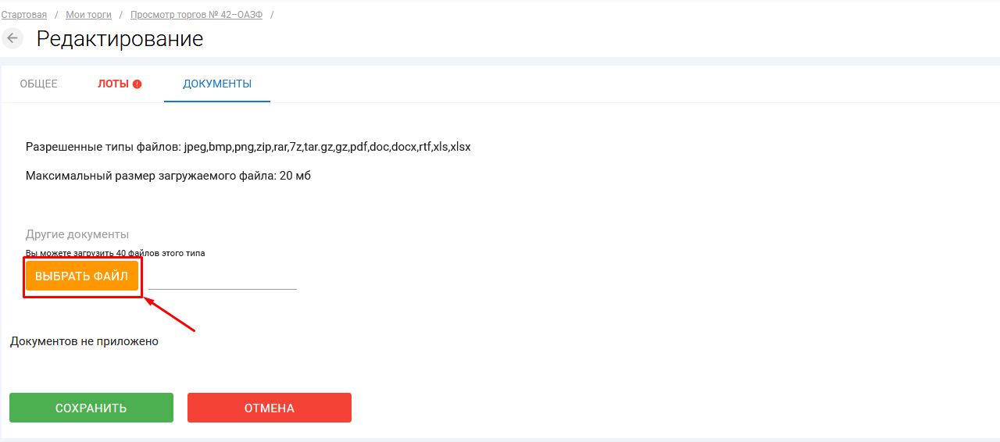 Стартовая / Мои торги / Просмотр торгов № 42–ОАЗФ /
Редактирование
ОБЩЕЕ ЛОТЫ ДОКУМЕНТЫ
Разрешенные типы файлов: jpeg,bmp,png,zip,rar,7z,tar.gz,gz,pdf,doc,docx,rtf,xls,xlsx
Максимальный размер загружаемого файла: 20 мб
Другие документы
Вы можете загрузить 40 файлов этого типа
ВЫБРАТЬ ФАЙЛ
Документов не приложено
СОХРАНИТЬ ОТМЕНА